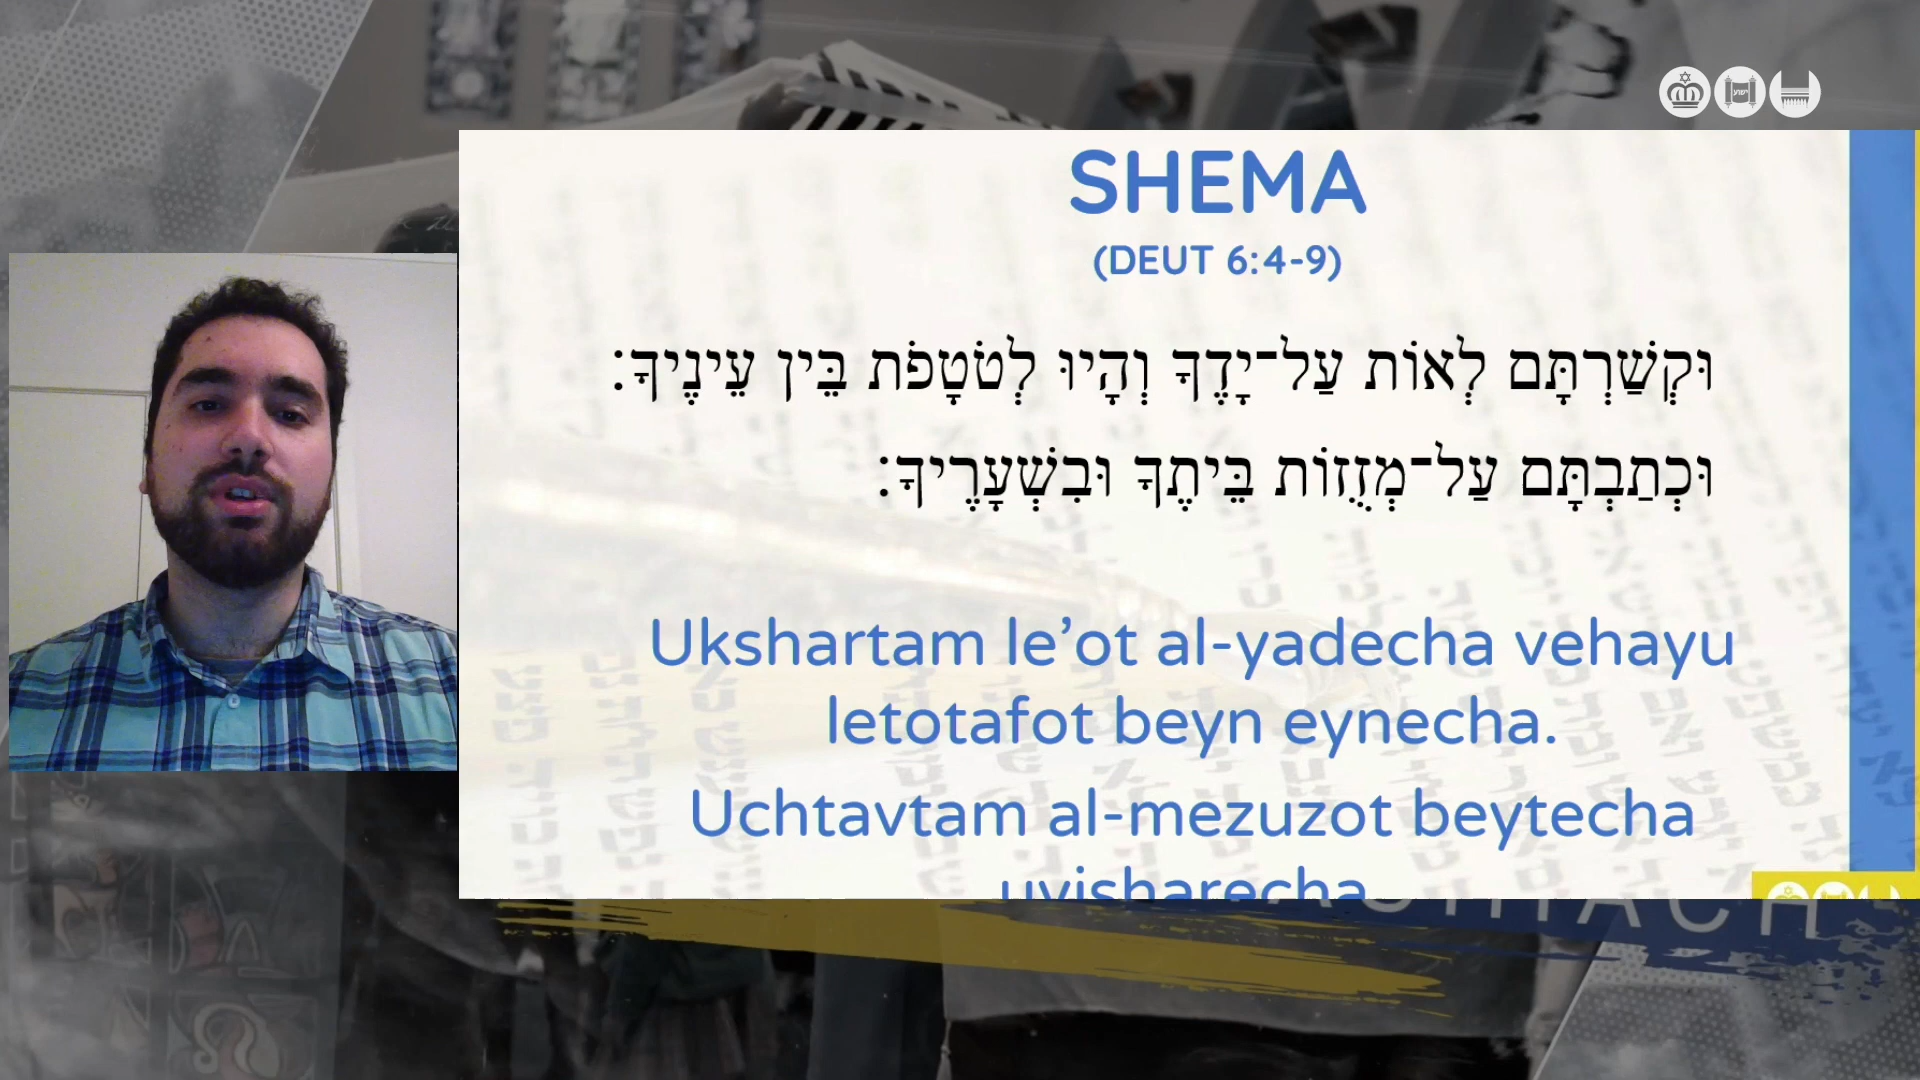 SHEMA
(DEUT 6:4-9)
וּקְשַׁרְתָּם לְאוֹת עַל־יָדֶךָ וְהָיוּ לְטֹטָפֹת בֵּין עֵינֶיךָ׃
וּכְתַבְתָּם עַל־מְזֻזוֹת בֵּיתֶךָ וּבִשְׁעָרֶיךָ׃
Ukshartam le’ot al-yadecha vehayu
letotafot beyn eynecha.
Uchtavtam al-mezuzot beytecha
uvisharecha.